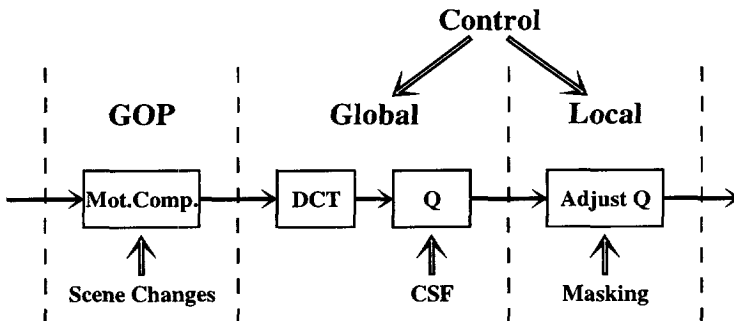 Control
GOP
Global
Local
Mot.Comp.
DCT
Q
Adjust Q
Scene Changes
CSF
Masking